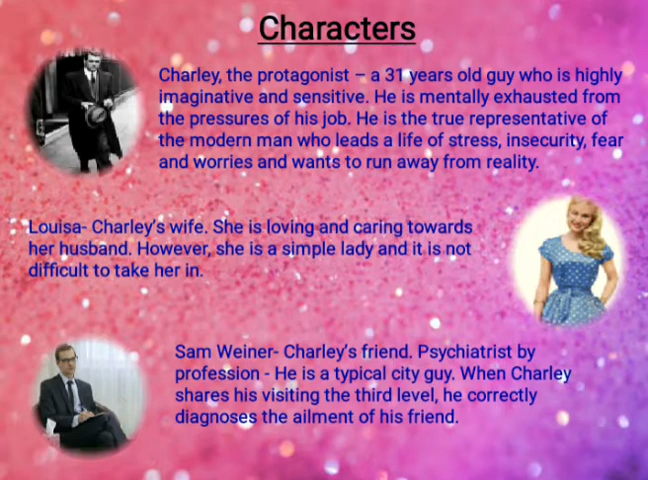 Characters
Charley, the protagonist – a 31 years old guy who is highly
imaginative and sensitive. He is mentally exhausted from
the pressures of his job. He is the true representative of
the modern man who leads a life of stress, insecurity, fear
and worries and wants to run away from reality.
Louisa- Charley's wife. She is loving and caring towards
her husband. However, she is a simple lady and it is not
difficult to take her in.
Sam Weiner- Charley's friend. Psychiatrist by
profession - He is a typical city guy. When Charley
shares his visiting the third level, he correctly
diagnoses the ailment of his friend.